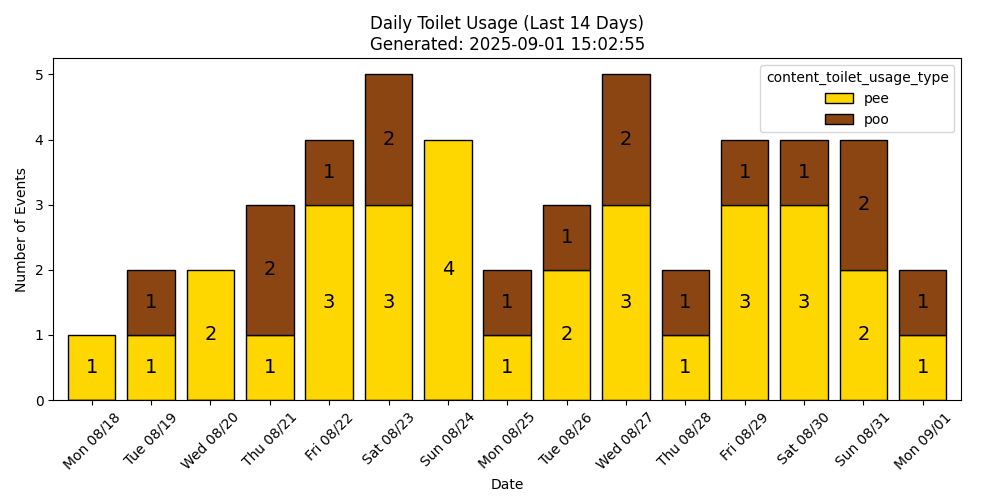 Daily Toilet Usage (Last 14 Days)
Generated: 2025-09-01 15:02:55
content_toilet_usage_type
pee
poo
Number of Events
5
4
3
2
1
0
1
1
1
2
1
2
3
1
3
2
4
1
1
2
1
3
2
1
1
3
1
3
1
2
2
1
1
Mon 08/18
Tue 08/19
Wed 08/20
Thu 08/21
Fri 08/22
Sat 08/23
Sun 08/24
Mon 08/25
Tue 08/26
Wed 08/27
Thu 08/28
Fri 08/29
Sat 08/30
Sun 08/31
Mon 09/01
Date